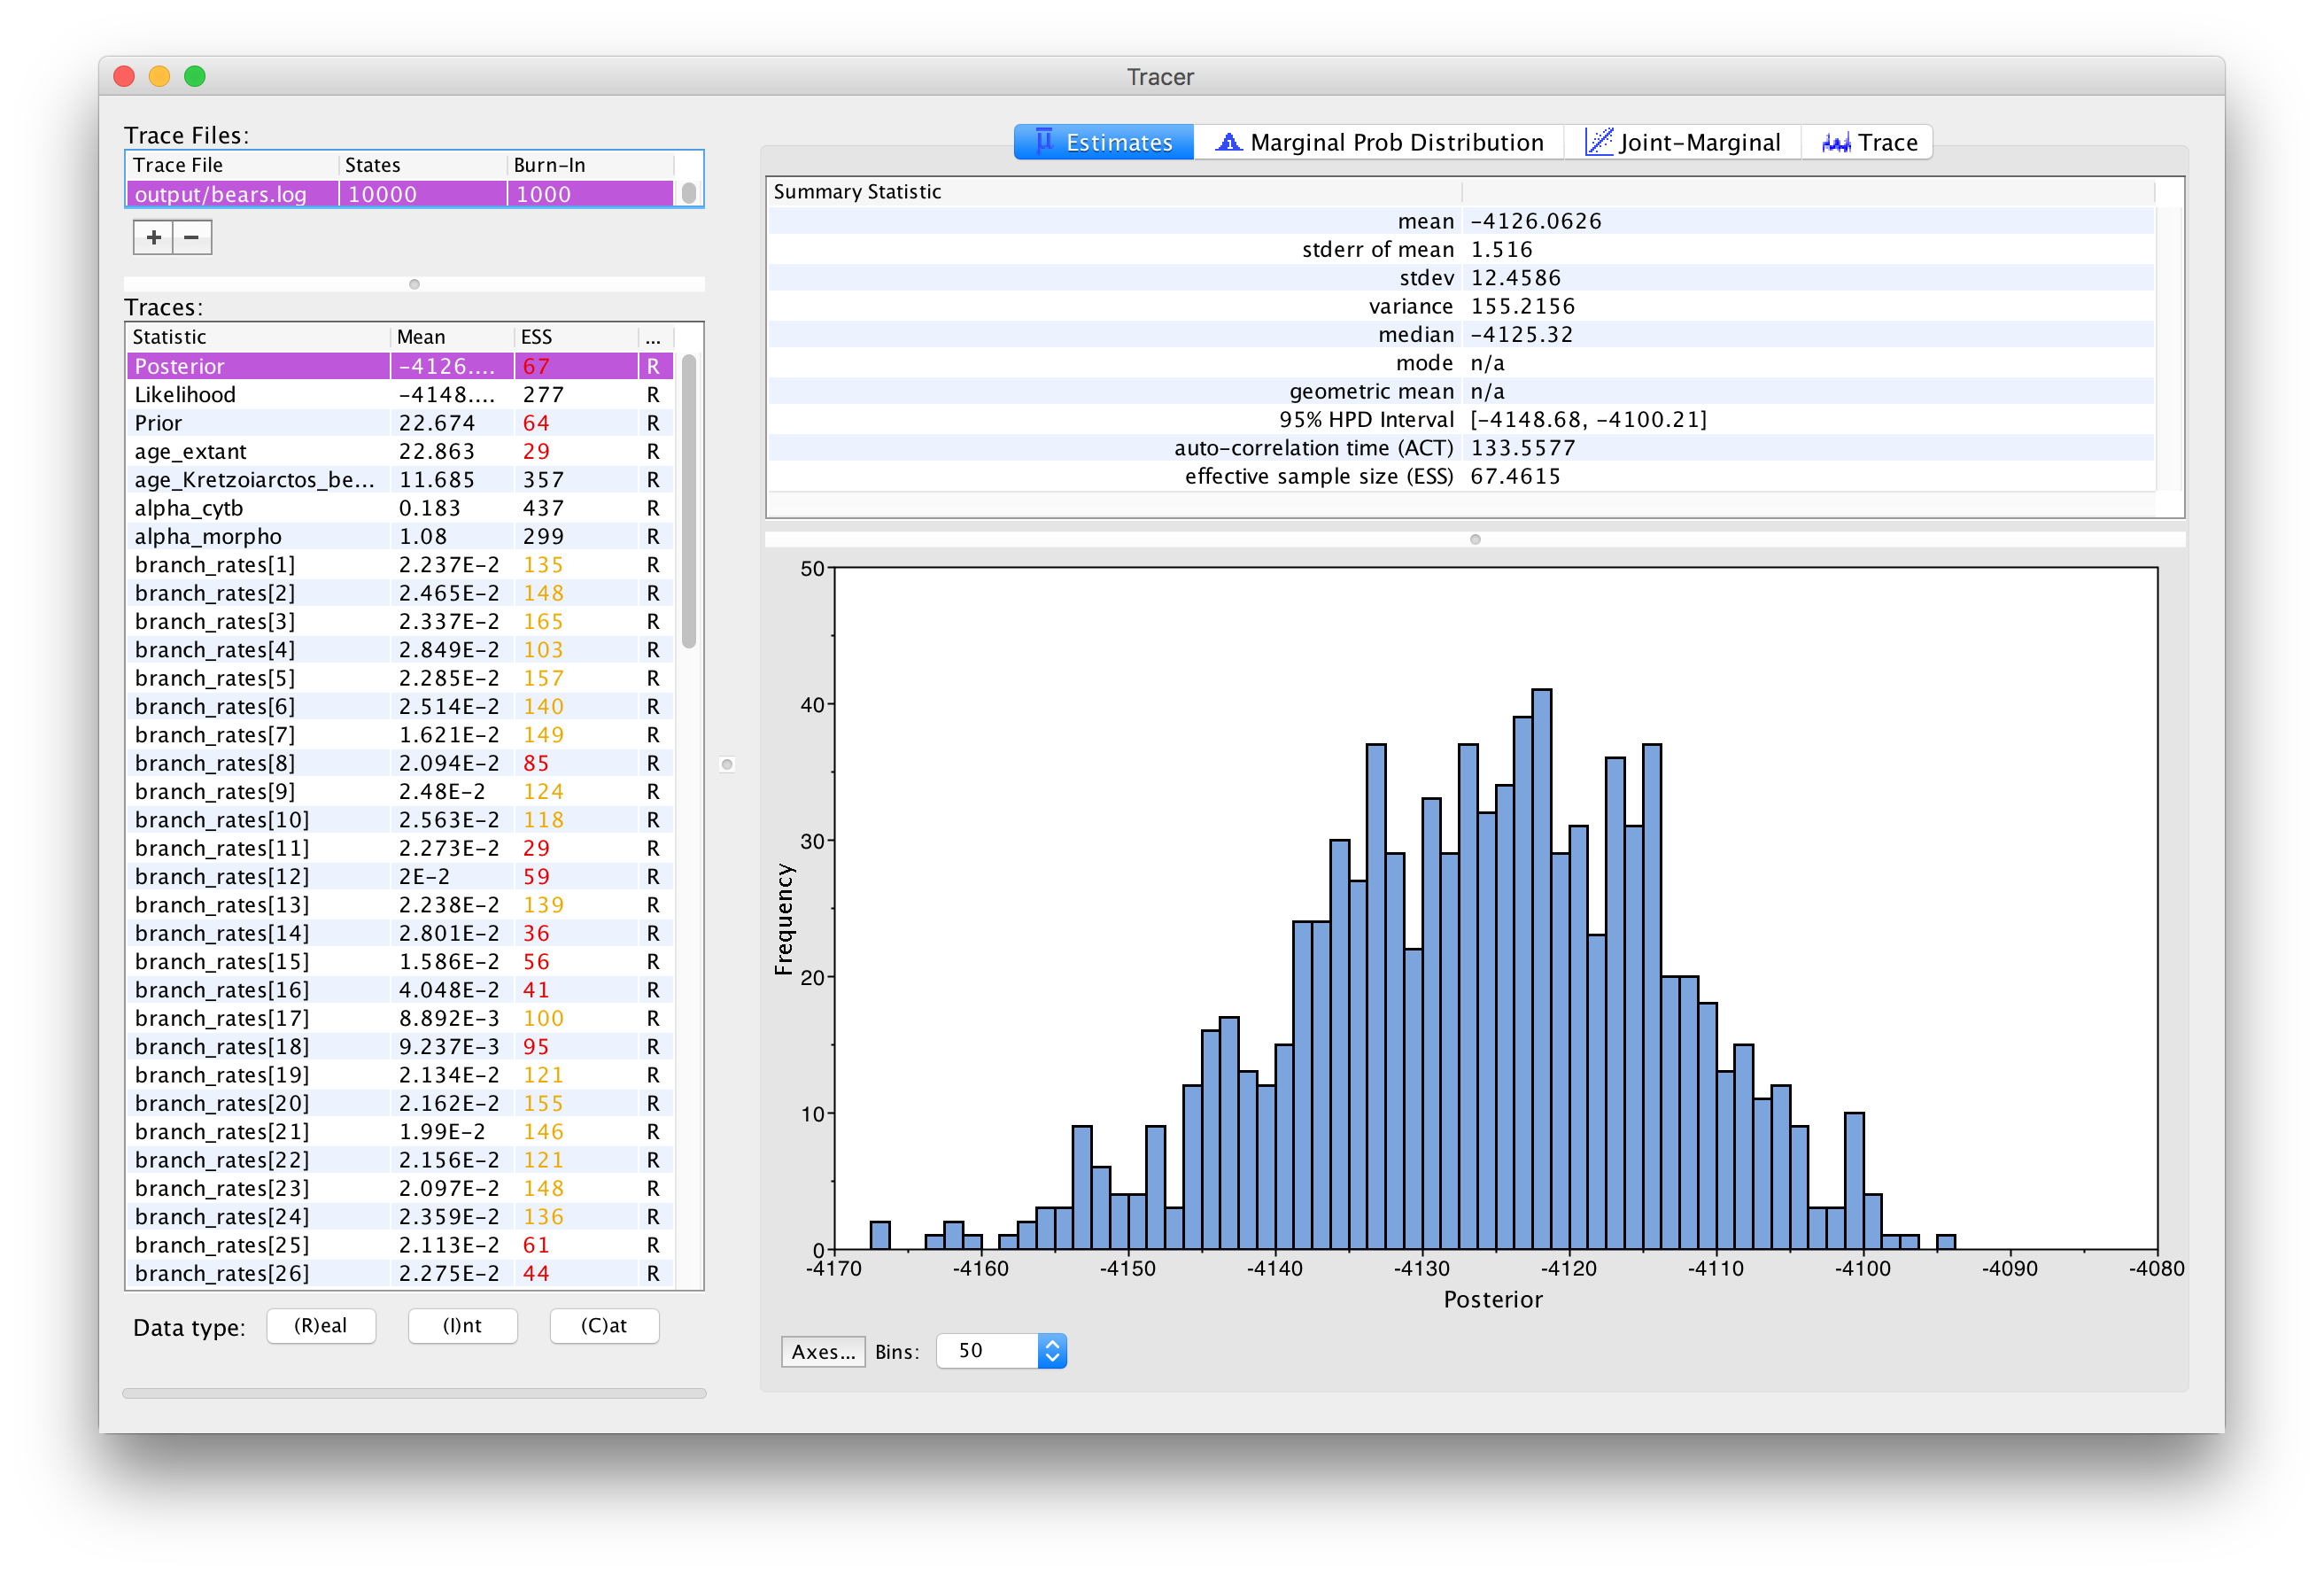 Tracer
Trace Files:
Trace File States Burn-In
output/bears.log 10000 1000
+ −
Traces:
Statistic Mean ESS ...
Posterior -4126.... 67 R
Likelihood -4148.... 277 R
Prior 22.674 64 R
age_extant 22.863 29 R
age_Kretzoiarctos_be... 11.685 357 R
alpha_cytb 0.183 437 R
alpha_morpho 1.08 299 R
branch_rates[1] 2.237E-2 135 R
branch_rates[2] 2.465E-2 148 R
branch_rates[3] 2.337E-2 165 R
branch_rates[4] 2.849E-2 103 R
branch_rates[5] 2.285E-2 157 R
branch_rates[6] 2.514E-2 140 R
branch_rates[7] 1.621E-2 149 R
branch_rates[8] 2.094E-2 85 R
branch_rates[9] 2.48E-2 124 R
branch_rates[10] 2.563E-2 118 R
branch_rates[11] 2.273E-2 29 R
branch_rates[12] 2E-2 59 R
branch_rates[13] 2.238E-2 139 R
branch_rates[14] 2.801E-2 36 R
branch_rates[15] 1.586E-2 56 R
branch_rates[16] 4.048E-2 41 R
branch_rates[17] 8.892E-3 100 R
branch_rates[18] 9.237E-3 95 R
branch_rates[19] 2.134E-2 121 R
branch_rates[20] 2.162E-2 155 R
branch_rates[21] 1.99E-2 146 R
branch_rates[22] 2.156E-2 121 R
branch_rates[23] 2.097E-2 148 R
branch_rates[24] 2.359E-2 136 R
branch_rates[25] 2.113E-2 61 R
branch_rates[26] 2.275E-2 44 R
Data type: (R)eal (I)nt (C)at
Estimates Marginal Prob Distribution Joint-Marginal Trace
Summary Statistic
mean -4126.0626
stderr of mean 1.516
stdev 12.4586
variance 155.2156
median -4125.32
mode n/a
geometric mean n/a
95% HPD Interval [-4148.68, -4100.21]
auto-correlation time (ACT) 133.5577
effective sample size (ESS) 67.4615
50
40
30
20
10
0
Frequency
-4170 -4160 -4150 -4140 -4130 -4120 -4110 -4100 -4090 -4080
Posterior
Axes... Bins: 50